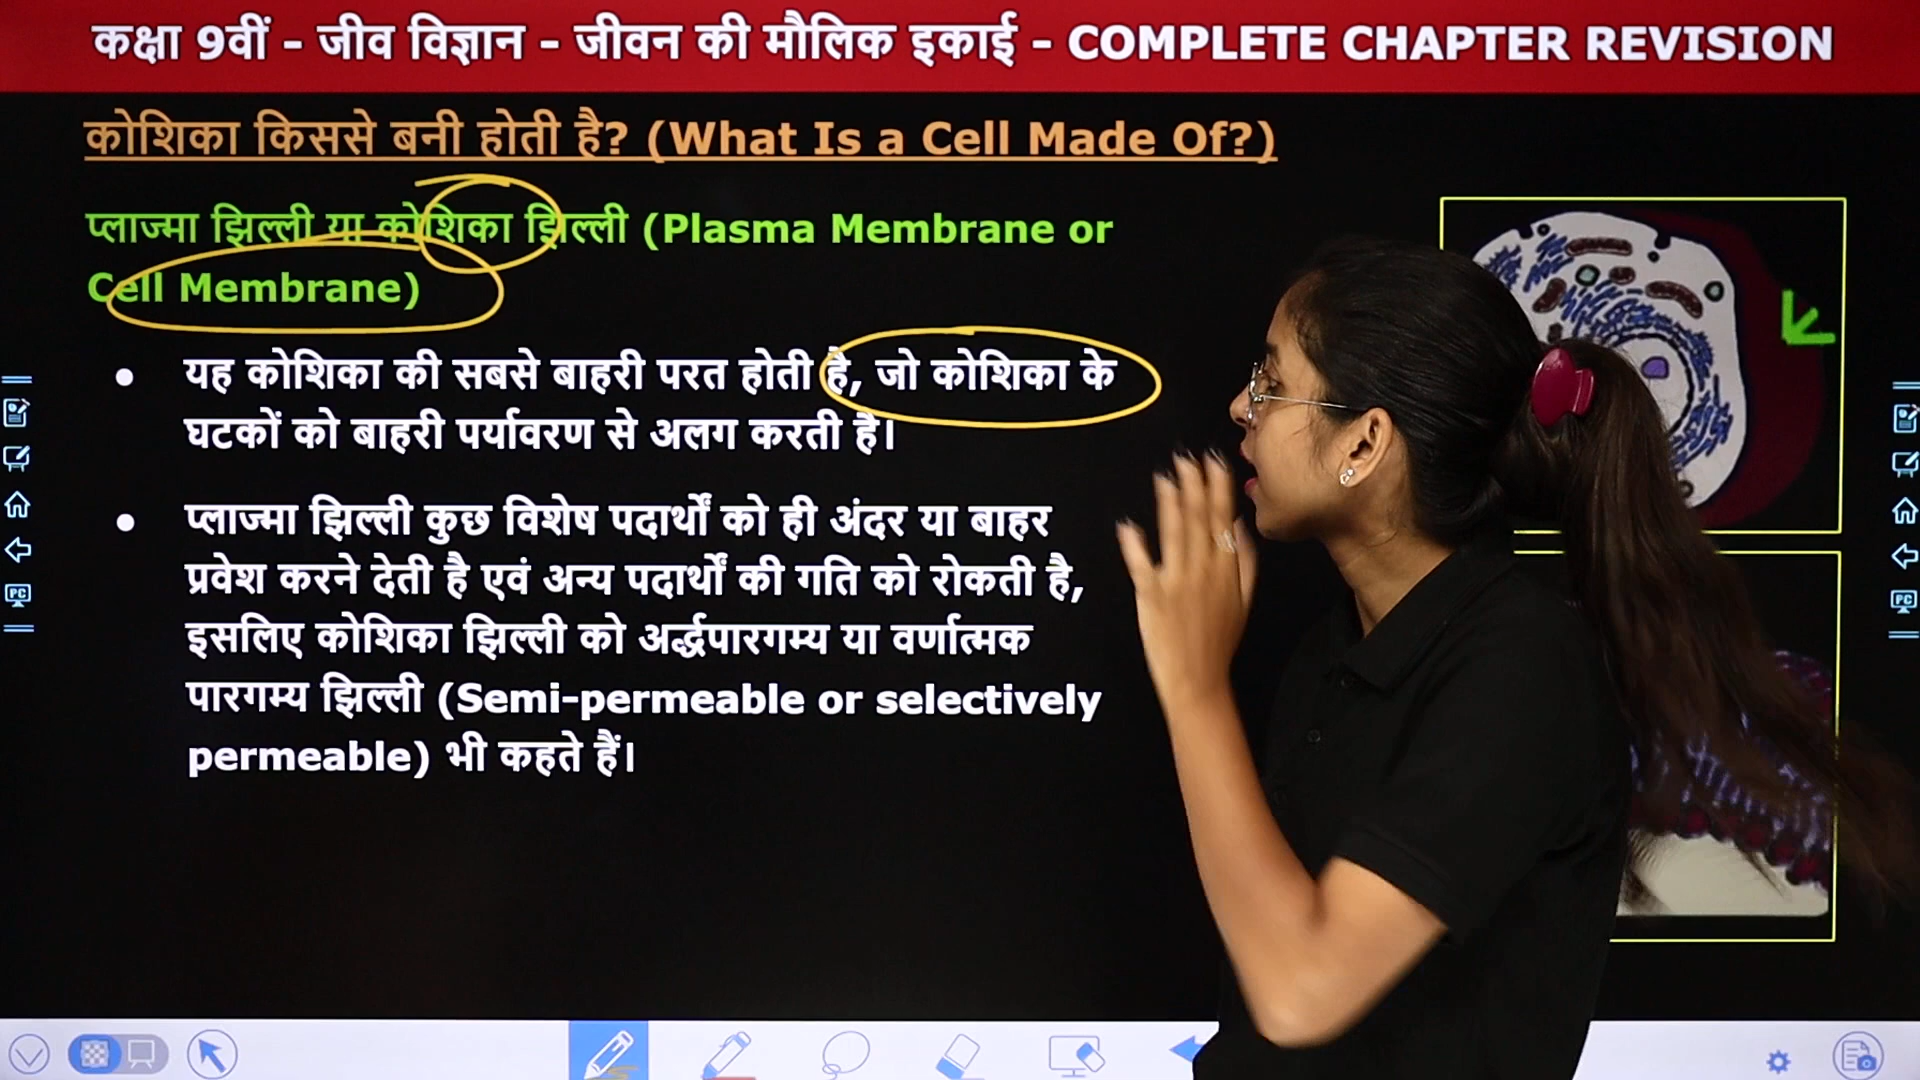 कक्षा 9वीं - जीव विज्ञान - जीवन की मौलिक इकाई - COMPLETE CHAPTER REVISION
कोशिका किससे बनी होती है? (What Is a Cell Made Of?)
प्लाज्मा झिल्ली या कोशिका झिल्ली (Plasma Membrane or
Cell Membrane)
• यह कोशिका की सबसे बाहरी परत होती है, जो कोशिका के
घटकों को बाहरी पर्यावरण से अलग करती है।
• प्लाज्मा झिल्ली कुछ विशेष पदार्थों को ही अंदर या बाहर
प्रवेश करने देती है एवं अन्य पदार्थों की गति को रोकती है,
इसलिए कोशिका झिल्ली को अर्द्धपारगम्य या वर्णात्मक
पारगम्य झिल्ली (Semi-permeable or selectively
permeable) भी कहते हैं।
PC
PC